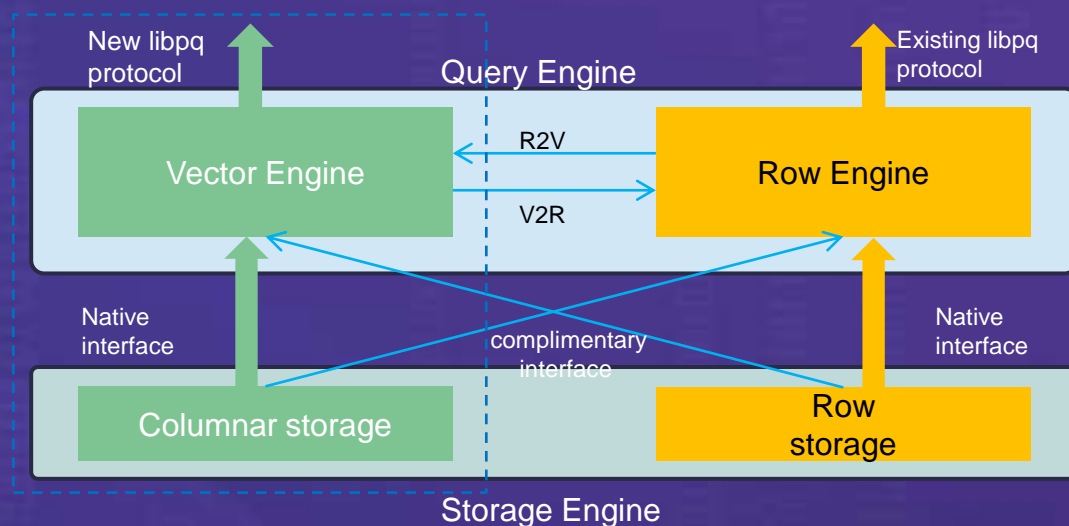 New libpq
protocol
Existing libpq
protocol
Query Engine
Vector Engine
R2V
V2R
Row Engine
Native
interface
complimentary
interface
Native
interface
Columnar storage
Row
storage
Storage Engine